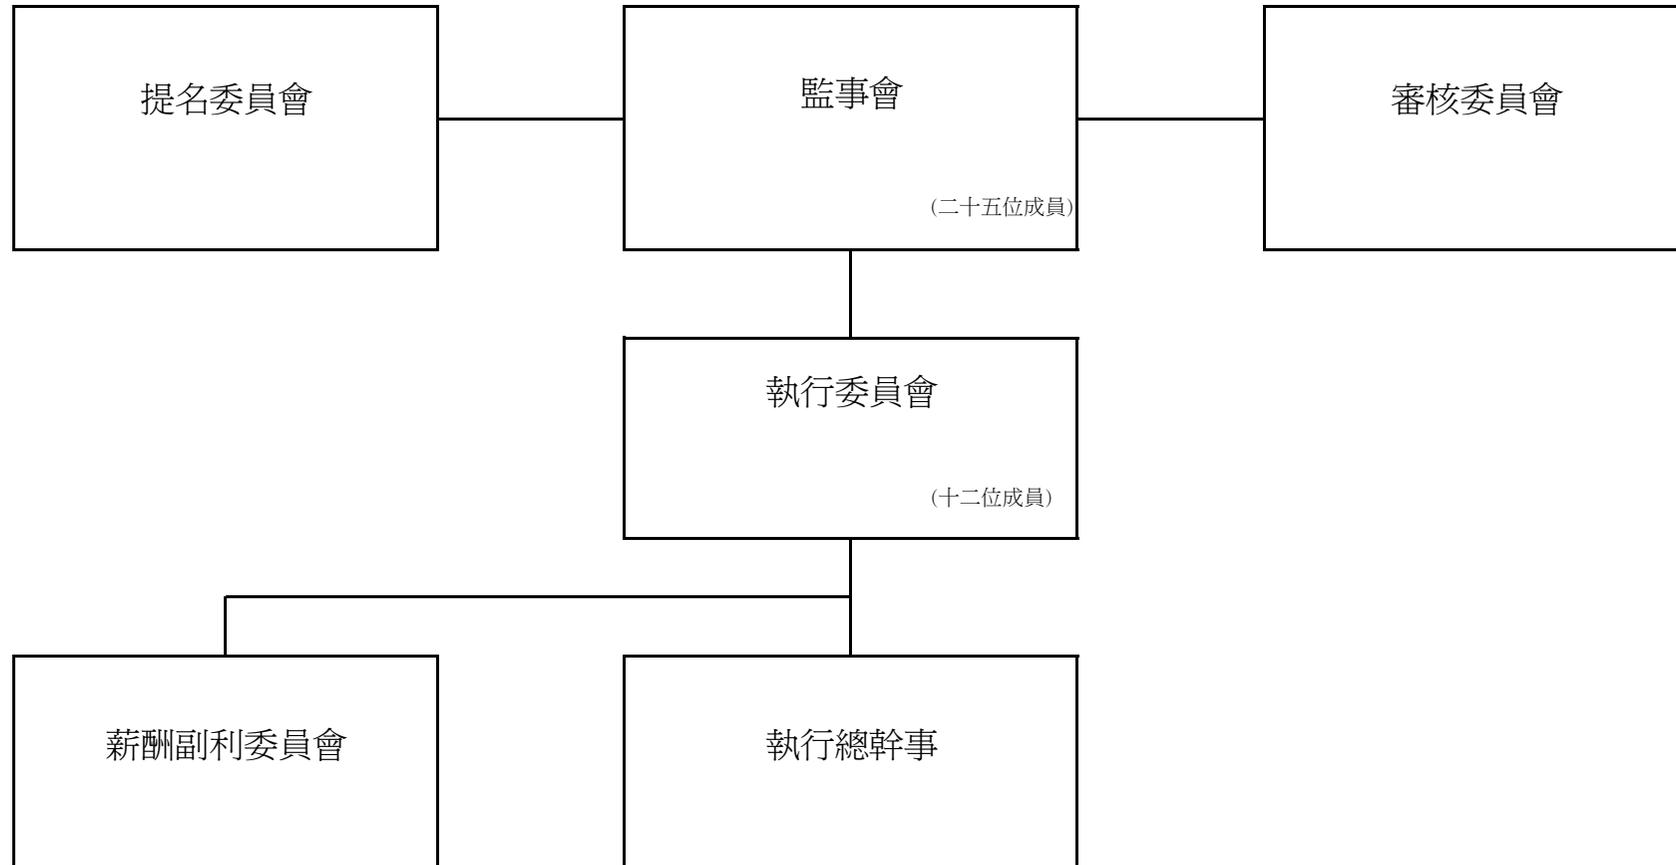 提名委員會
監事會
審核委員會
(二十五位成員)
執行委員會
(十二位成員)
薪酬副利委員會
執行總幹事